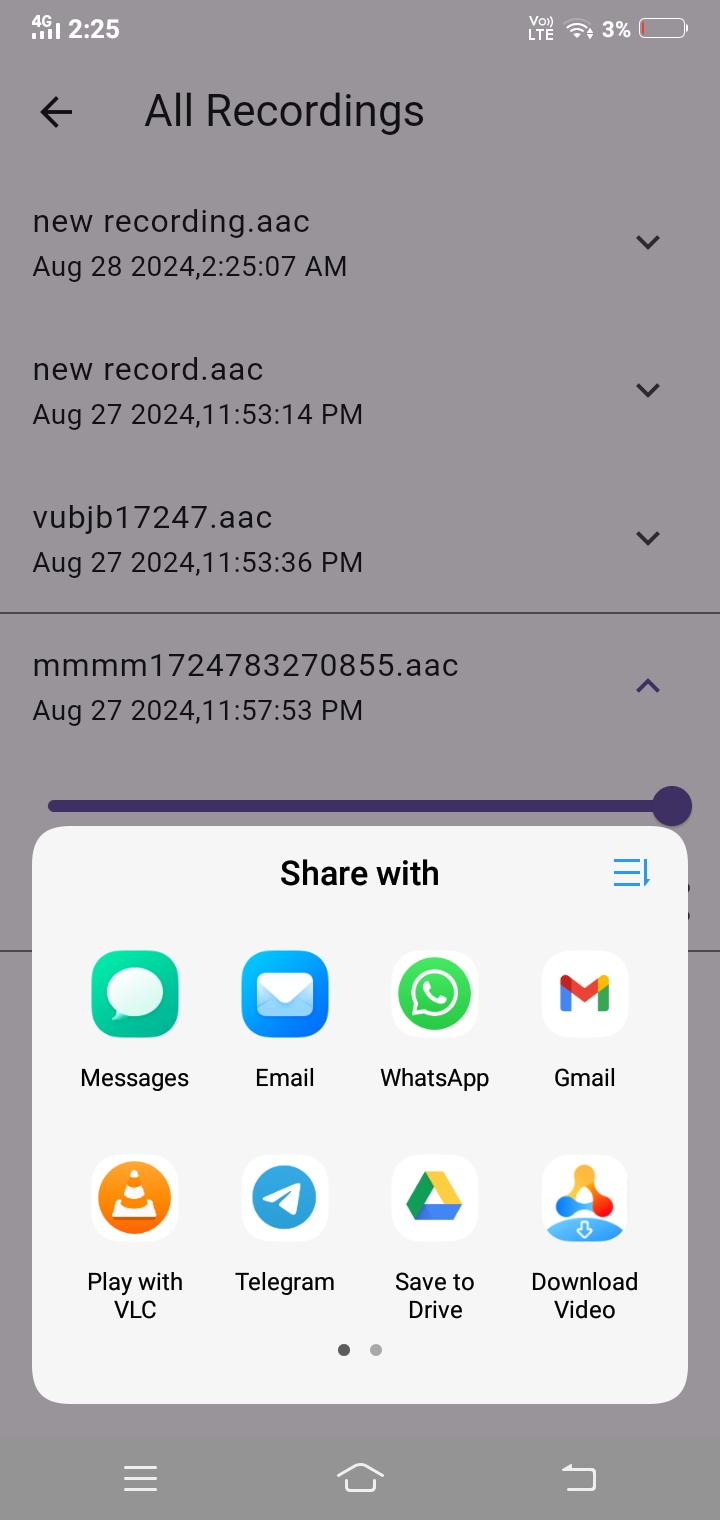 4G 2:25 Vo)) LTE 3%
All Recordings
new recording.aac
Aug 28 2024,2:25:07 AM
new record.aac
Aug 27 2024,11:53:14 PM
vubjb17247.aac
Aug 27 2024,11:53:36 PM
mmmm1724783270855.aac
Aug 27 2024,11:57:53 PM
Share with
Messages Email WhatsApp Gmail
Play with Telegram Save to Download
VLC Drive Video